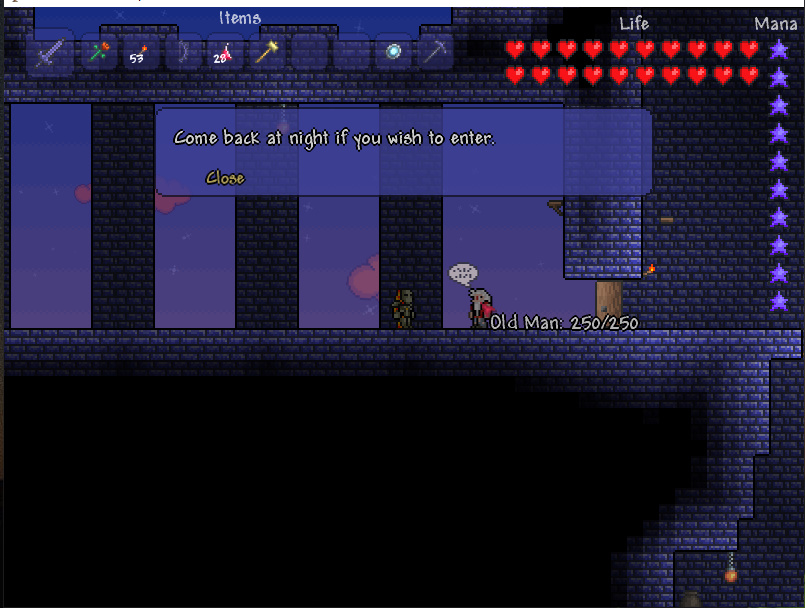 Items
Life
Mana
53
28
Come back at night if you wish to enter.
Close
Old Man: 250/250